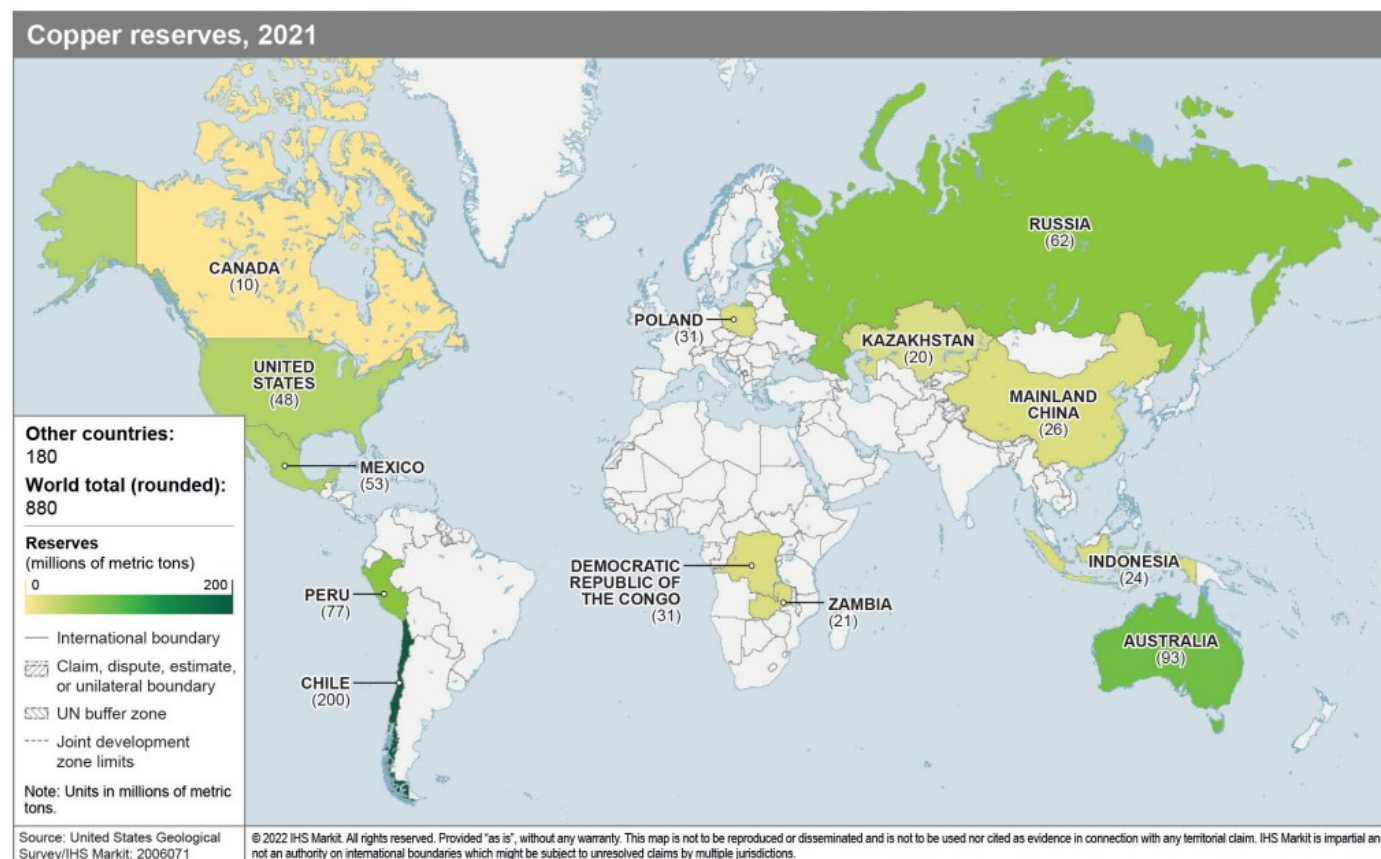 Copper reserves, 2021
CANADA
(10)
UNITED
STATES
(48)
MEXICO
(53)
PERU
(77)
CHILE
(200)
POLAND
(31)
RUSSIA
(62)
KAZAKHSTAN
(20)
MAINLAND
CHINA
(26)
DEMOCRATIC
REPUBLIC OF
THE CONGO
(31)
ZAMBIA
(21)
INDONESIA
(24)
AUSTRALIA
(93)
Other countries:
180
World total (rounded):
880
Reserves
(millions of metric tons)
0 200
International boundary
Claim, dispute, estimate,
or unilateral boundary
UN buffer zone
Joint development
zone limits
Note: Units in millions of metric
tons.
Source: United States Geological
Survey/IHS Markit: 2006071
© 2022 IHS Markit. All rights reserved. Provided "as is", without any warranty. This map is not to be reproduced or disseminated and is not to be used nor cited as evidence in connection with any territorial claim. IHS Markit is impartial an
not an authority on international boundaries which might be subject to unresolved claims by multiple jurisdictions.